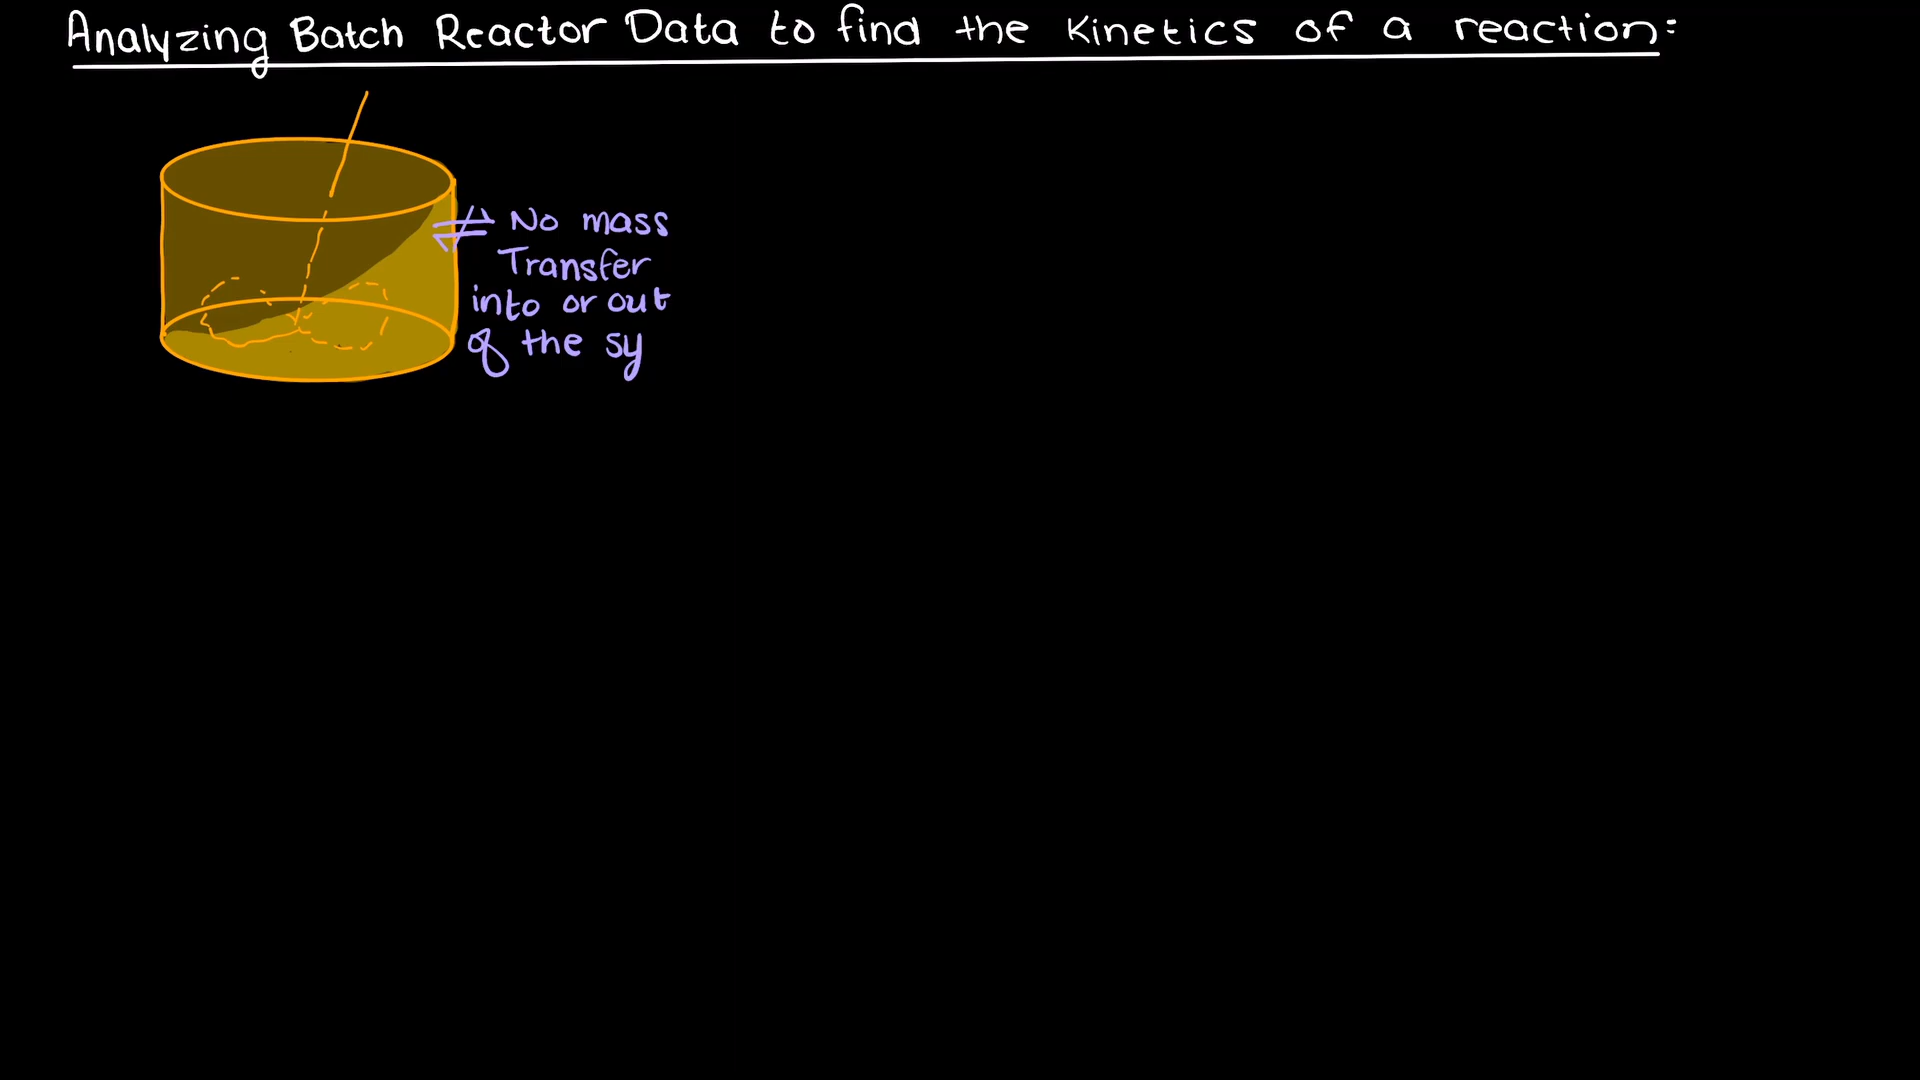 Analyzing Batch Reactor Data to find the Kinetics of a reaction:
No mass
Transfer
into or out
of the sy